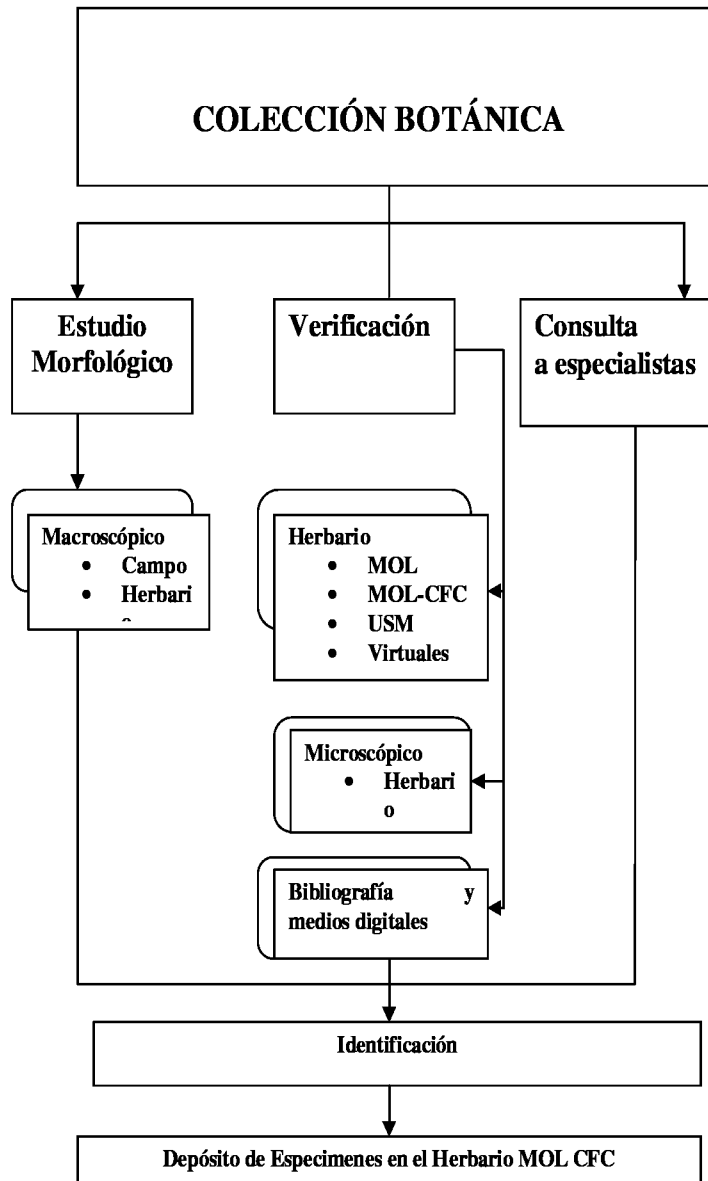 COLECCIÓN BOTÁNICA
Estudio
Morfológico
Verificación
Consulta
a especialistas
Macroscópico
• Campo
• Herbari
Herbario
• MOL
• MOL-CFC
• USM
• Virtuales
Microscópico
• Herbari
o
Bibliografía y
medios digitales
Identificación
Depósito de Especimenes en el Herbario MOL CFC